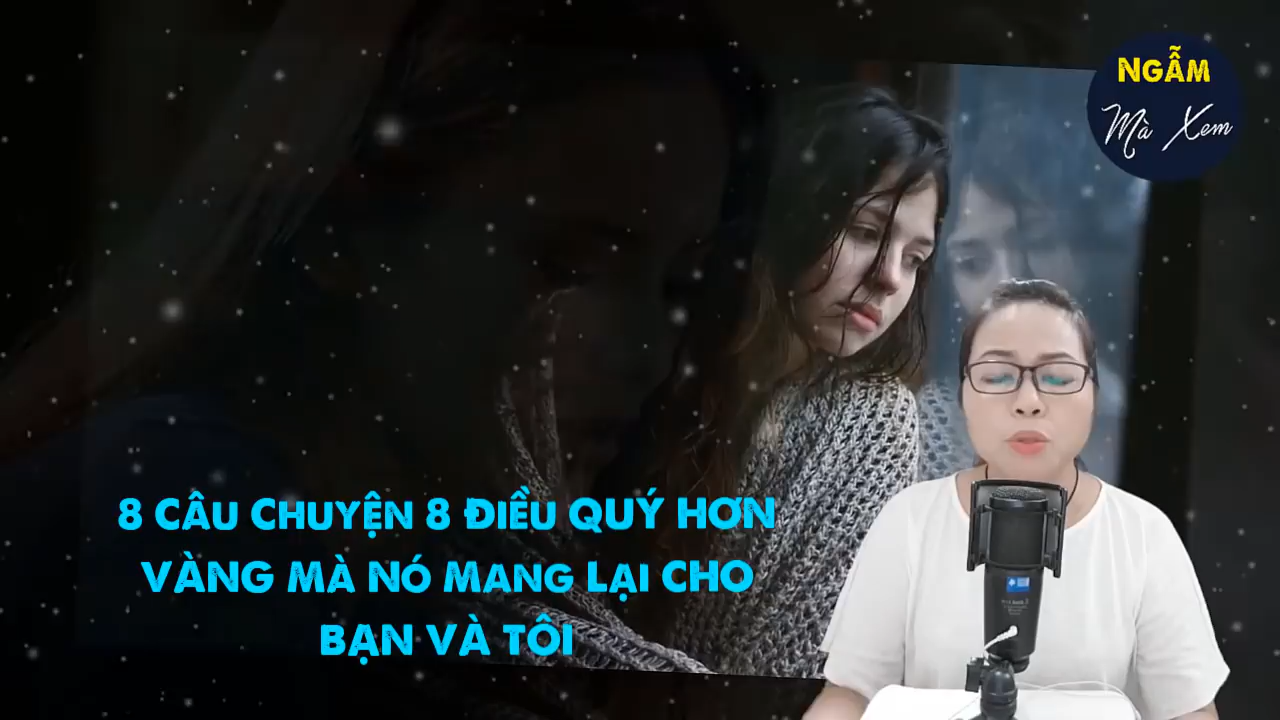 NGẪM
Mà Xem
8 CÂU CHUYỆN 8 ĐIỀU QUÝ HƠN
VÀNG MÀ NÓ MANG LẠI CHO
BẠN VÀ TÔI